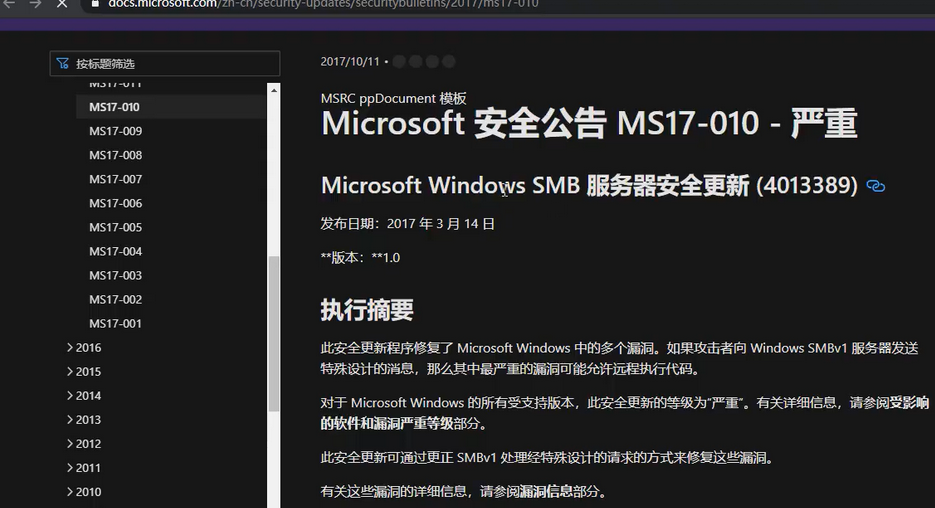 docs.microsoft.com/zh-cn/security-updates/securitybulletins/2017/ms17-010
按标题筛选
2017/10/11 •
MS17-011
MS17-010
MS17-009
MS17-008
MS17-007
MS17-006
MS17-005
MS17-004
MS17-003
MS17-002
MS17-001
2016
2015
2014
2013
2012
2011
2010
MSRC ppDocument 模板
Microsoft 安全公告 MS17-010 - 严重
Microsoft Windows SMB 服务器安全更新 (4013389)
发布日期：2017 年 3 月 14 日
**版本：**1.0
执行摘要
此安全更新程序修复了 Microsoft Windows 中的多个漏洞。如果攻击者向 Windows SMBv1 服务器发送
特殊设计的消息，那么其中最严重的漏洞可能允许远程执行代码。
对于 Microsoft Windows 的所有受支持版本，此安全更新的等级为“严重”。有关详细信息，请参阅受影响
的软件和漏洞严重等级部分。
此安全更新可通过更正 SMBv1 处理经特殊设计的请求的方式来修复这些漏洞。
有关这些漏洞的详细信息，请参阅漏洞信息部分。